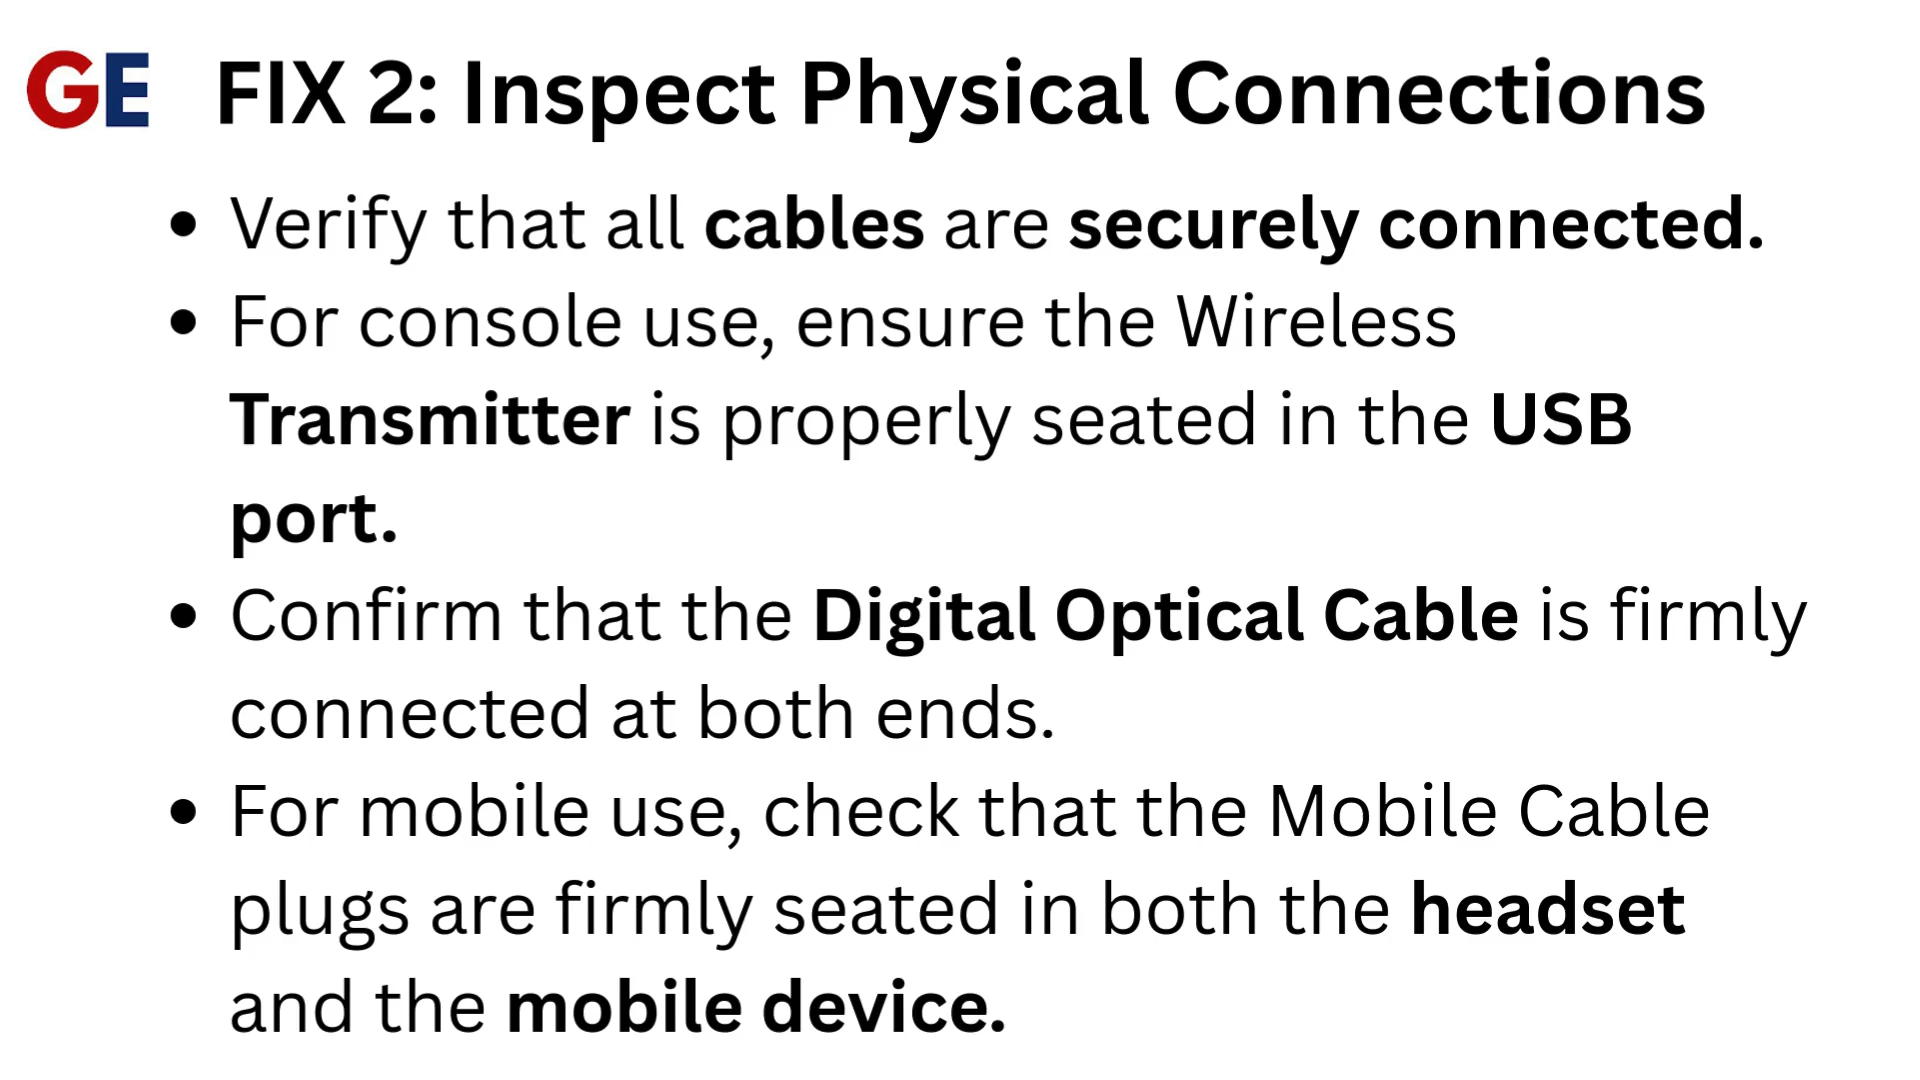 GE
FIX 2: Inspect Physical Connections
• Verify that all cables are securely connected.
• For console use, ensure the Wireless
Transmitter is properly seated in the USB
port.
• Confirm that the Digital Optical Cable is firmly
connected at both ends.
• For mobile use, check that the Mobile Cable
plugs are firmly seated in both the headset
and the mobile device.